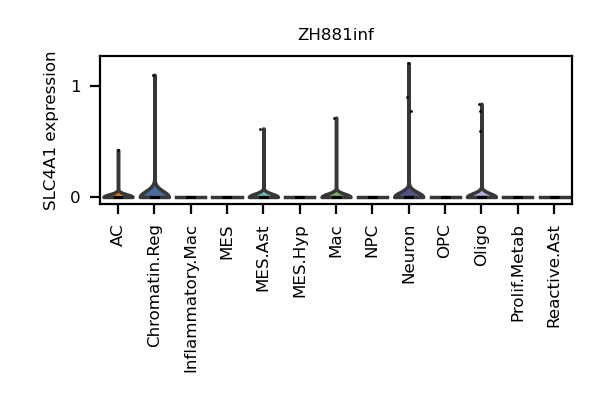 ZH881inf
SLC4A1 expression
1
0
AC
Chromatin.Reg
Inflammatory.Mac
MES
MES.Ast
MES.Hyp
Mac
NPC
Neuron
OPC
Oligo
Prolif.Metab
Reactive.Ast